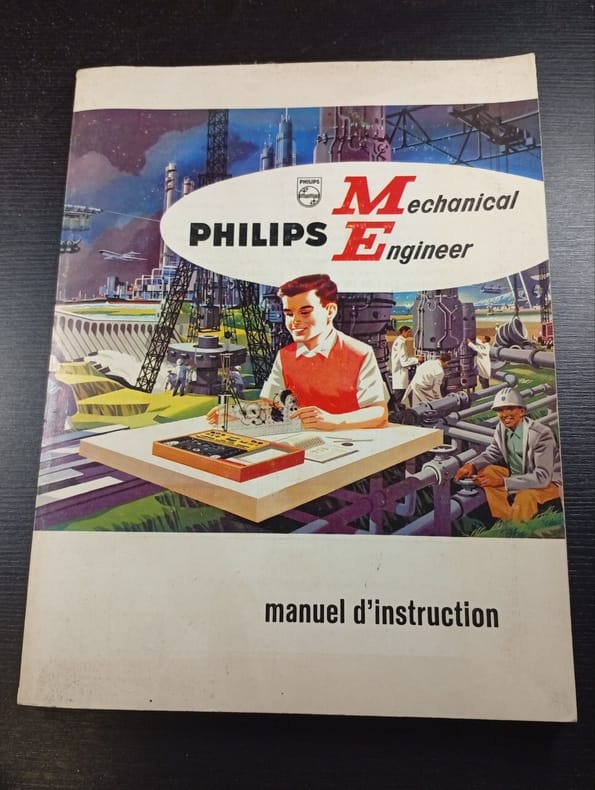 PHILIPS
Mechanical
PHILIPS Engineer
manuel d'instruction